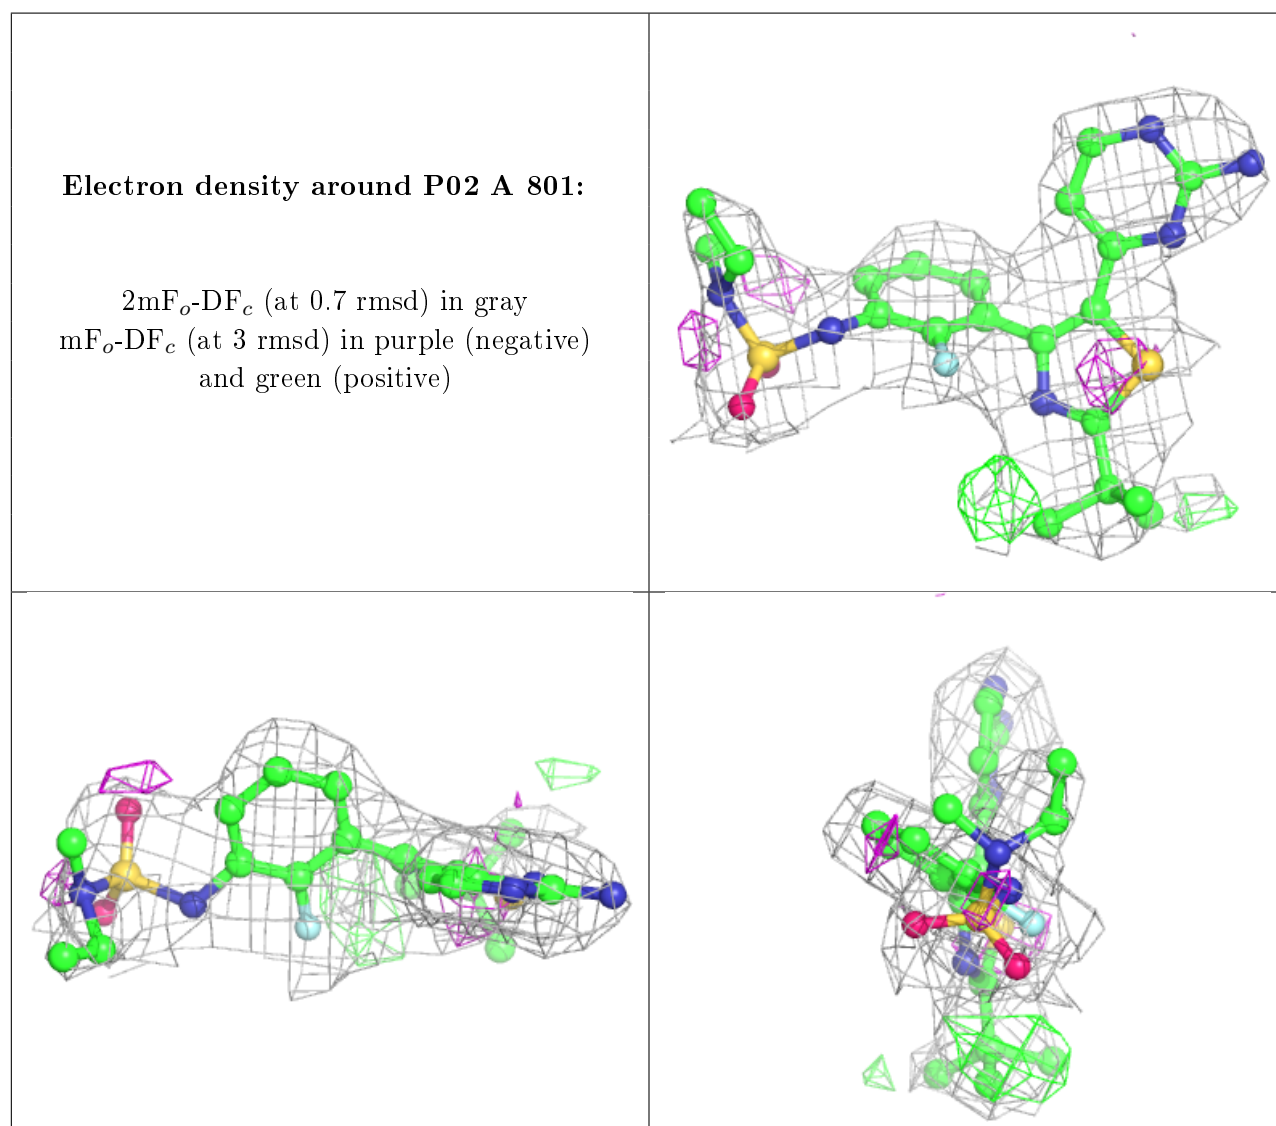 Electron density around P02 A 801:
2mFo-DFc (at 0.7 rmsd) in gray
mFo-DFc (at 3 rmsd) in purple (negative)
and green (positive)